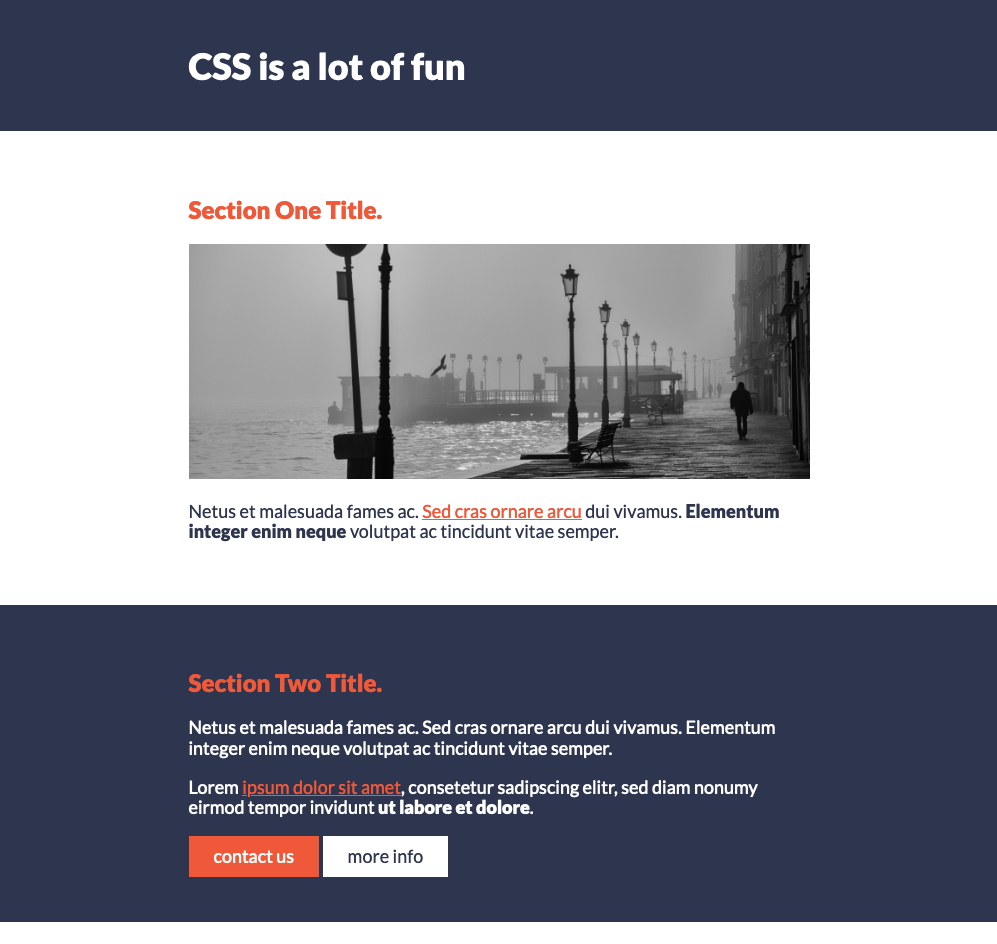 CSS is a lot of fun
Section One Title.
Netus et malesuada fames ac. Sed cras ornare arcu dui vivamus. Elementum
integer enim neque volutpat ac tincidunt vitae semper.
Section Two Title.
Netus et malesuada fames ac. Sed cras ornare arcu dui vivamus. Elementum
integer enim neque volutpat ac tincidunt vitae semper.
Lorem ipsum dolor sit amet, consetetur sadipscing elitr, sed diam nonumy
eirmod tempor invidunt ut labore et dolore.
contact us more info